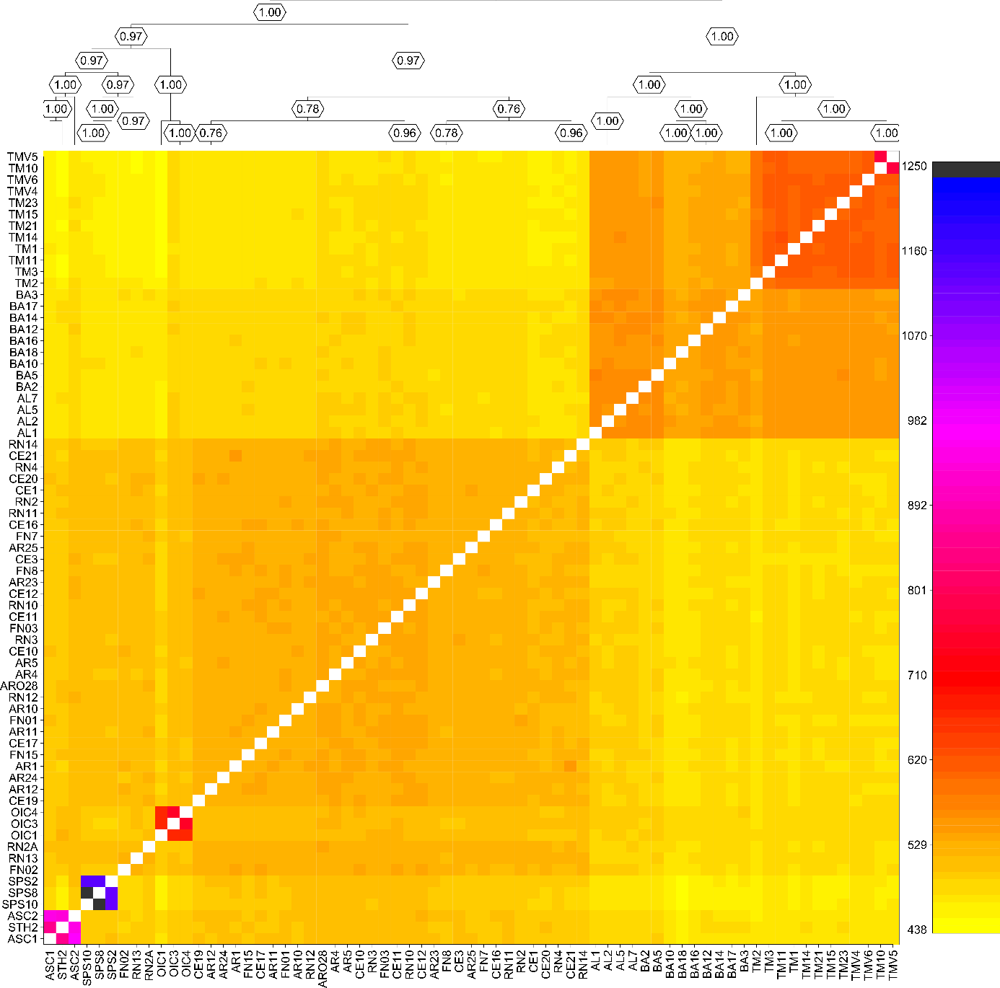 1.00
0.97 1.00
0.97 0.97
1.00 0.97 1.00 1.00 1.00
1.00 1.00 0.78 0.76 1.00 1.00
0.97 1.00
1.00 1.00 0.76 0.96 0.78 0.96 1.00 1.00 1.00 1.00
TMV5
TM10
TMV6
TMV4
TM23
TM15
TM21
TM14
TM1
TM11
TM3
TM2
BA3
BA17
BA14
BA12
BA16
BA18
BA10
BA5
BA2
AL7
AL5
AL2
AL1
RN14
CE21
RN4
CE20
CE1
RN2
RN11
CE16
FN7
AR25
CE3
FN8
AR23
CE12
RN10
CE11
FN03
RN3
CE10
AR5
AR4
ARO28
RN12
AR10
FN01
AR11
CE17
FN15
AR1
AR24
AR12
CE19
OIC4
OIC3
OIC1
RN2A
RN13
FN02
SPS2
SPS8
SPS10
ASC2
STH2
ASC1
1250
1160
1070
982
892
801
710
620
529
438
ASC1 STH2 ASC2 SPS10 SPS8 SPS2 FN02 RN13 RN2A OIC1 OIC3 OIC4 CE19 AR12 AR24 AR1 FN15 CE17 AR11 FN01 AR10 RN12 ARO28 AR4 AR5 CE10 RN3 FN03 CE11 RN10 CE12 AR23 FN8 CE3 AR25 FN7 CE16 RN11 RN2 CE1 CE20 RN4 CE21 RN14 AL1 AL2 AL5 AL7 BA2 BA5 BA10 BA18 BA16 BA12 BA14 BA17 BA3 TM2 TM3 TM11 TM1 TM14 TM21 TM15 TM23 TMV4 TMV6 TM10 TMV5